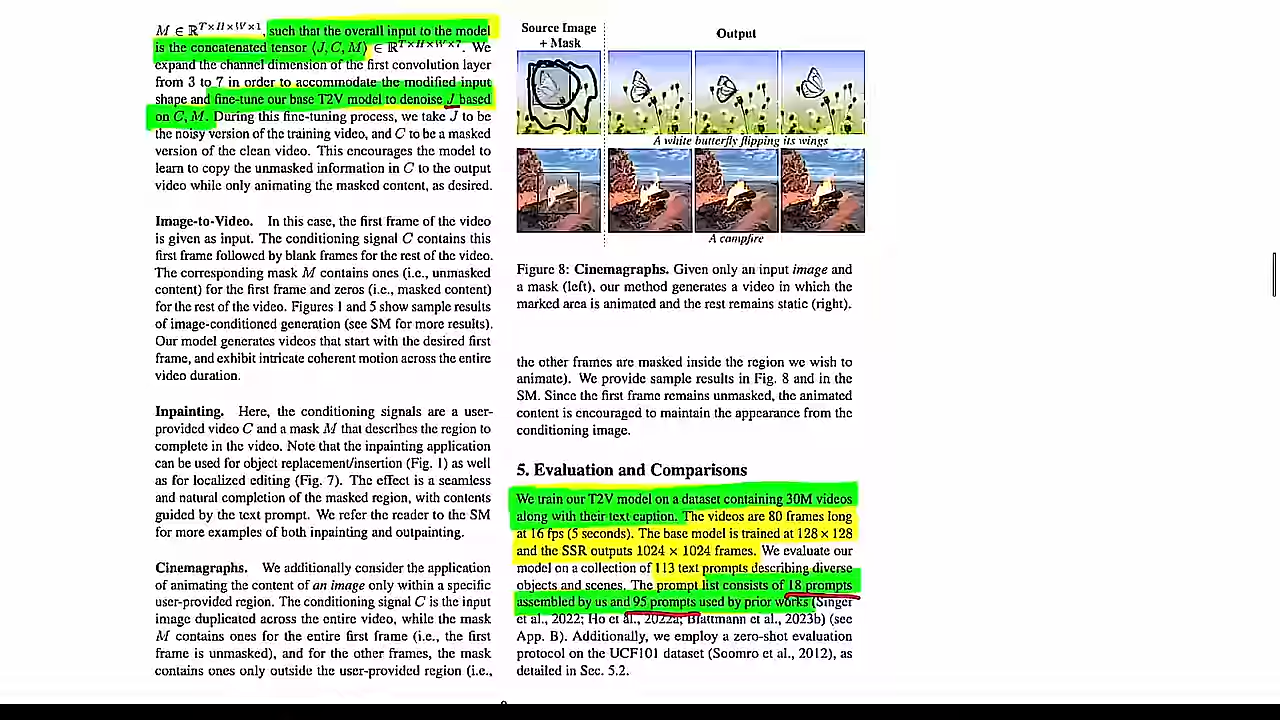 M ∈ ℝ^{T×H×W×1}, such that the overall input to the model
is the concatenated tensor ⟨J, C, M⟩ ∈ ℝ^{T×H×W×7}. We
expand the channel dimension of the first convolution layer
from 3 to 7 in order to accommodate the modified input
shape and fine-tune our base T2V model to denoise J based
on C, M. During this fine-tuning process, we take J to be
the noisy version of the training video, and C to be a masked
version of the clean video. This encourages the model to
learn to copy the unmasked information in C to the output
video while only animating the masked content, as desired.
Image-to-Video. In this case, the first frame of the video
is given as input. The conditioning signal C contains this
first frame followed by blank frames for the rest of the video.
The corresponding mask M contains ones (i.e., unmasked
content) for the first frame and zeros (i.e., masked content)
for the rest of the video. Figures 1 and 5 show sample results
of image-conditioned generation (see SM for more results).
Our model generates videos that start with the desired first
frame, and exhibit intricate coherent motion across the entire
video duration.
Inpainting. Here, the conditioning signals are a user-
provided video C and a mask M that describes the region to
complete in the video. Note that the inpainting application
can be used for object replacement/insertion (Fig. 1) as well
as for localized editing (Fig. 7). The effect is a seamless
and natural completion of the masked region, with contents
guided by the text prompt. We refer the reader to the SM
for more examples of both inpainting and outpainting.
Cinemagraphs. We additionally consider the application
of animating the content of an image only within a specific
user-provided region. The conditioning signal C is the input
image duplicated across the entire video, while the mask
M contains ones for the entire first frame (i.e., the first
frame is unmasked), and for the other frames, the mask
contains ones only outside the user-provided region (i.e.,
Source Image
+ Mask
Output
A white butterfly flipping its wings
A campfire
Figure 8: Cinemagraphs. Given only an input image and
a mask (left), our method generates a video in which the
marked area is animated and the rest remains static (right).
the other frames are masked inside the region we wish to
animate). We provide sample results in Fig. 8 and in the
SM. Since the first frame remains unmasked, the animated
content is encouraged to maintain the appearance from the
conditioning image.
5. Evaluation and Comparisons
We train our T2V model on a dataset containing 30M videos
along with their text caption. The videos are 80 frames long
at 16 fps (5 seconds). The base model is trained at 128 × 128
and the SSR outputs 1024 × 1024 frames. We evaluate our
model on a collection of 113 text prompts describing diverse
objects and scenes. The prompt list consists of 18 prompts
assembled by us and 95 prompts used by prior works (Singer
et al., 2022; Ho et al., 2022a; Blattmann et al., 2023b) (see
App. B). Additionally, we employ a zero-shot evaluation
protocol on the UCF101 dataset (Soomro et al., 2012), as
detailed in Sec. 5.2.